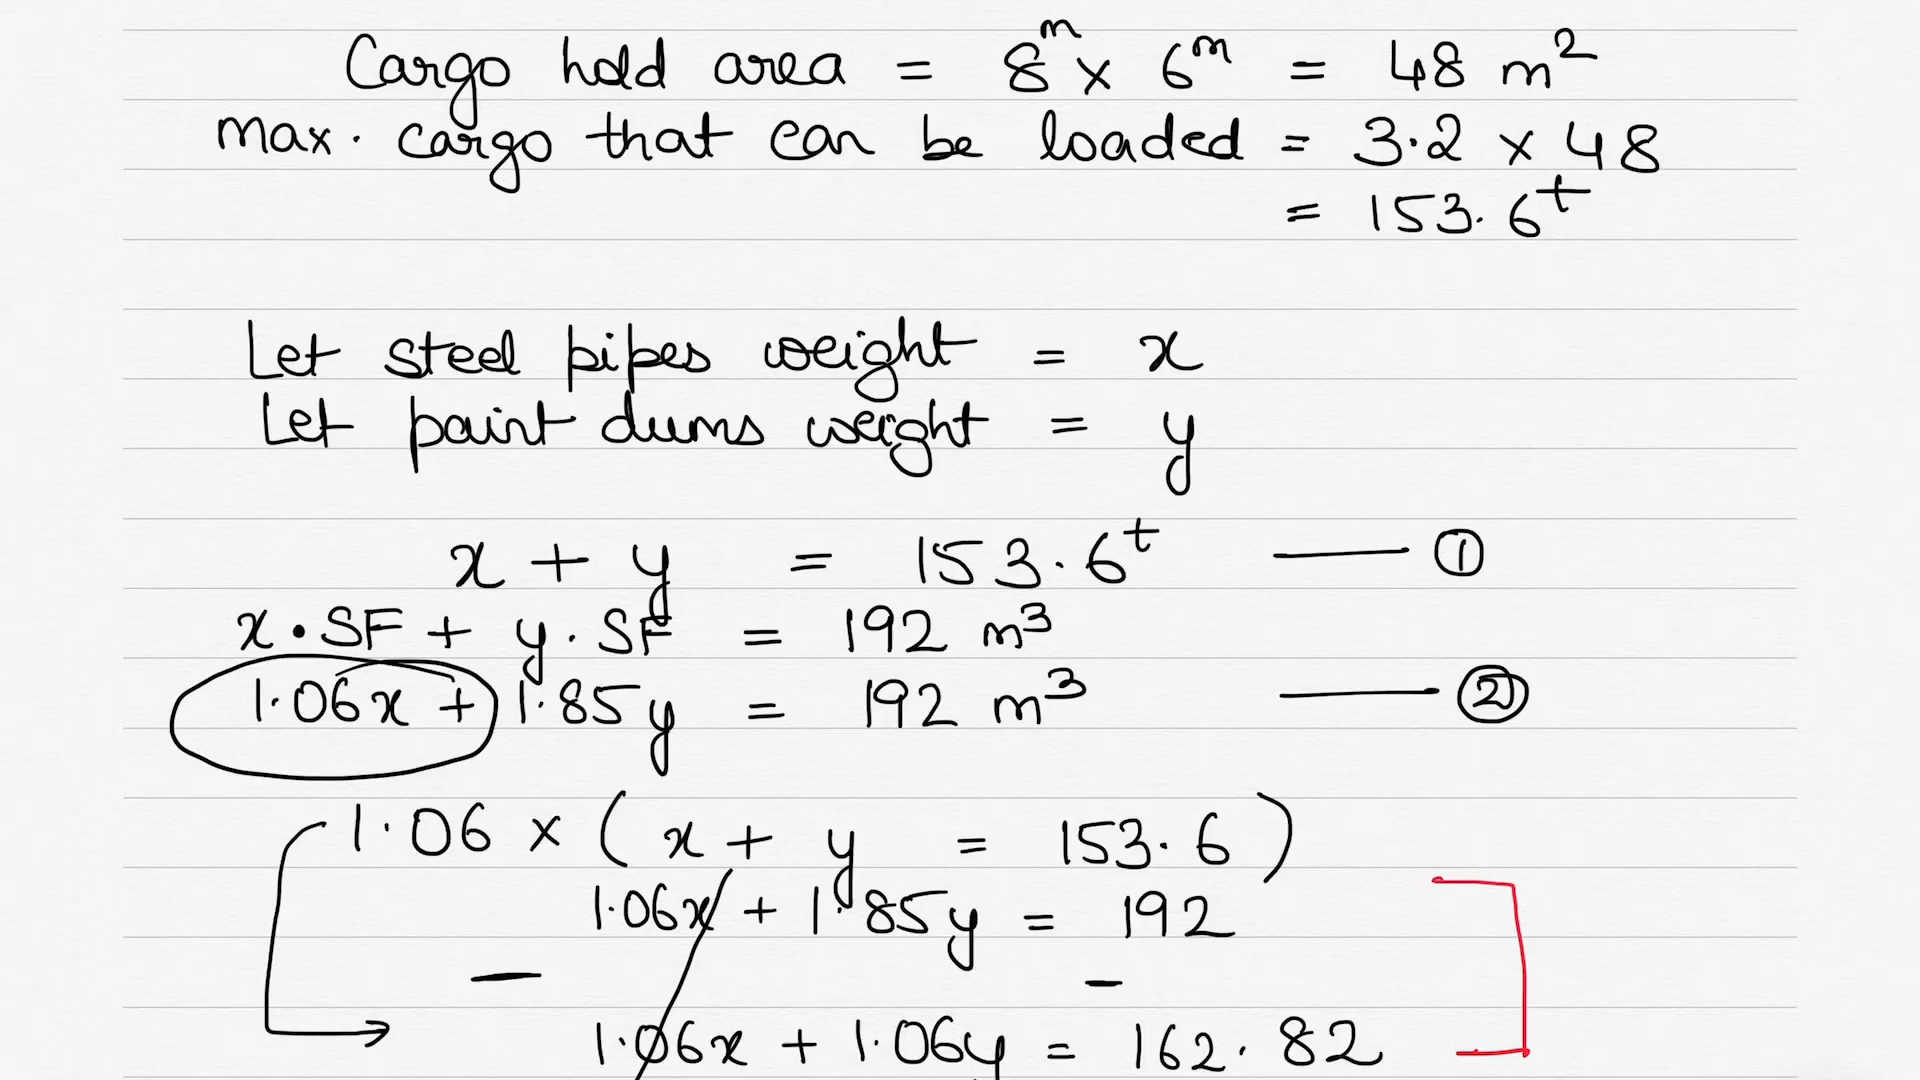 Cargo hold area = 8ᵐ x 6ᵐ = 48 m²
max. cargo that can be loaded = 3.2 x 48
= 153.6ᵗ
Let steel pipes weight = x
Let paint dums weight = y
x + y = 153.6ᵗ — ①
x • SF + y . SF = 192 m³
1.06x + 1.85y = 192 m³ — ②
1.06 x ( x + y = 153.6 )
1.06x + 1.85y = 192
— —
1.06x + 1.06y = 162.82